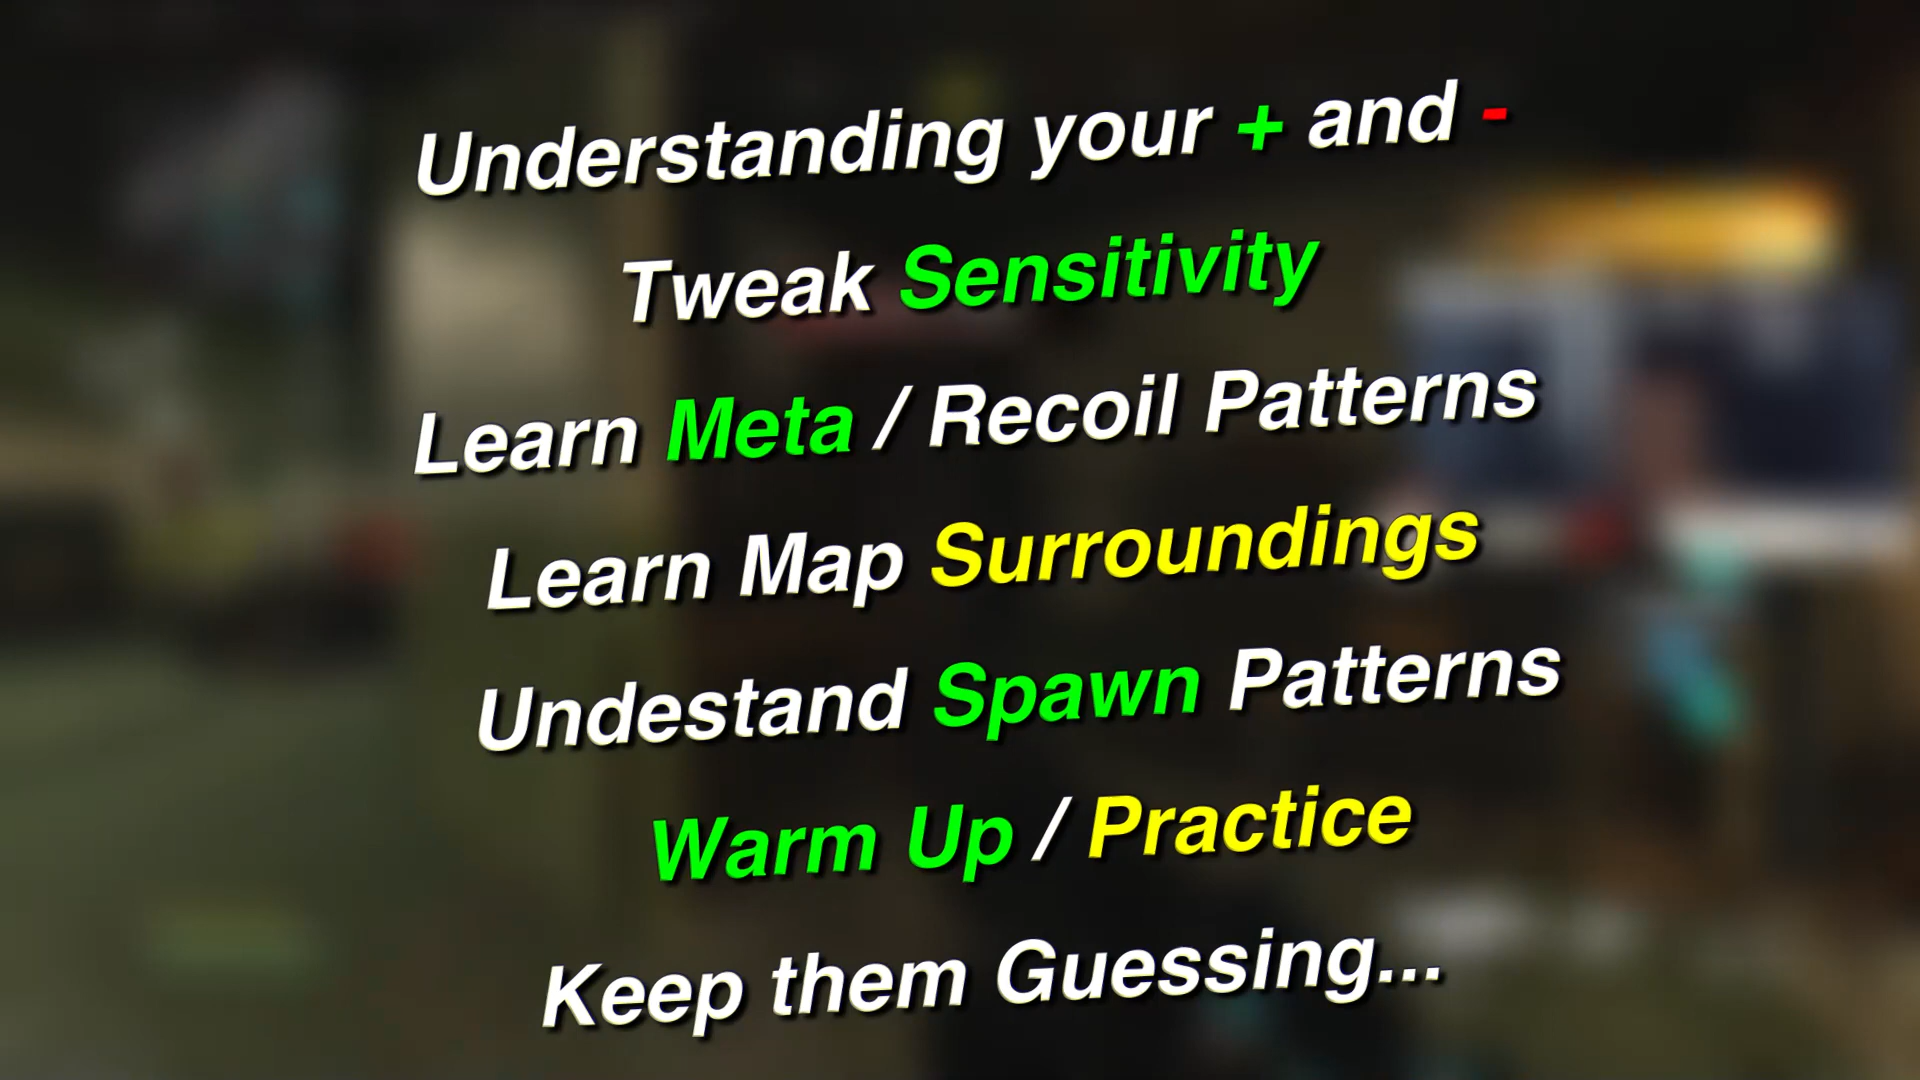 Understanding your + and -
Tweak Sensitivity
Learn Meta / Recoil Patterns
Learn Map Surroundings
Undestand Spawn Patterns
Warm Up / Practice
Keep them Guessing...